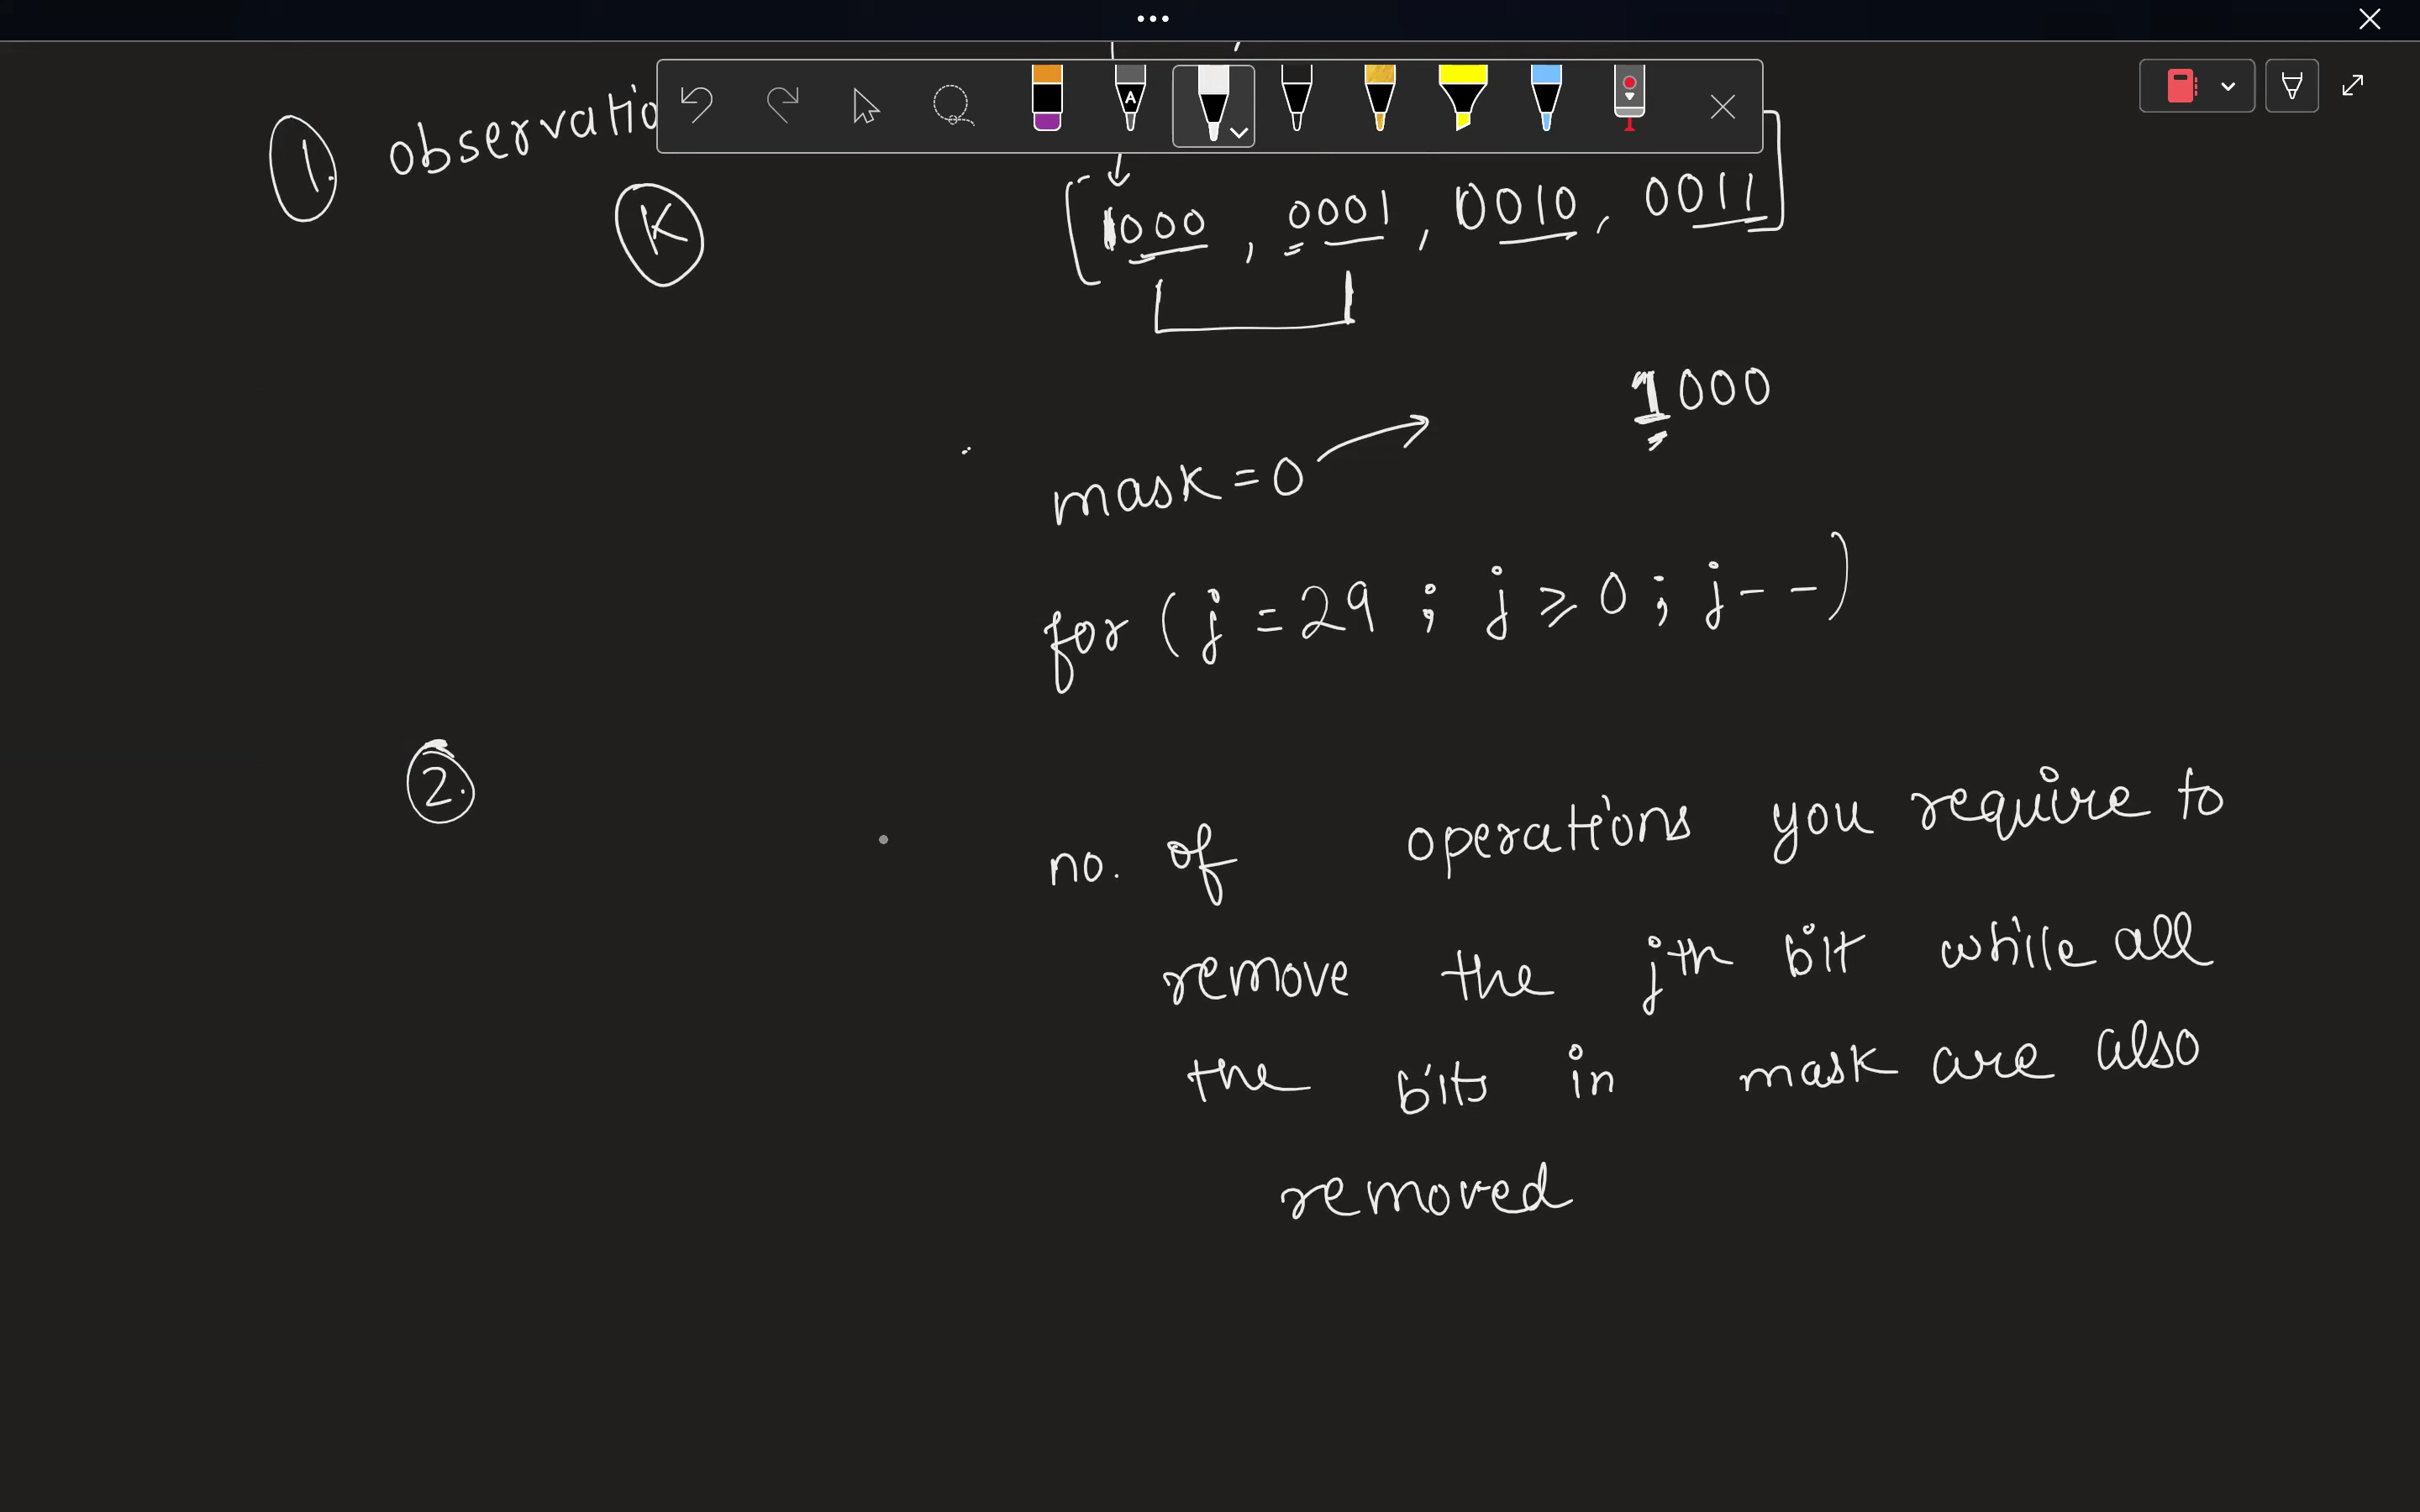 1. observatio
K
[1000, 0001, 0010, 0011]
1000
mask = 0
for (j = 29 ; j ≥ 0 ; j--)
2.
no. of operations you require to
remove the jth bit while all
the bits in mask are also
removed